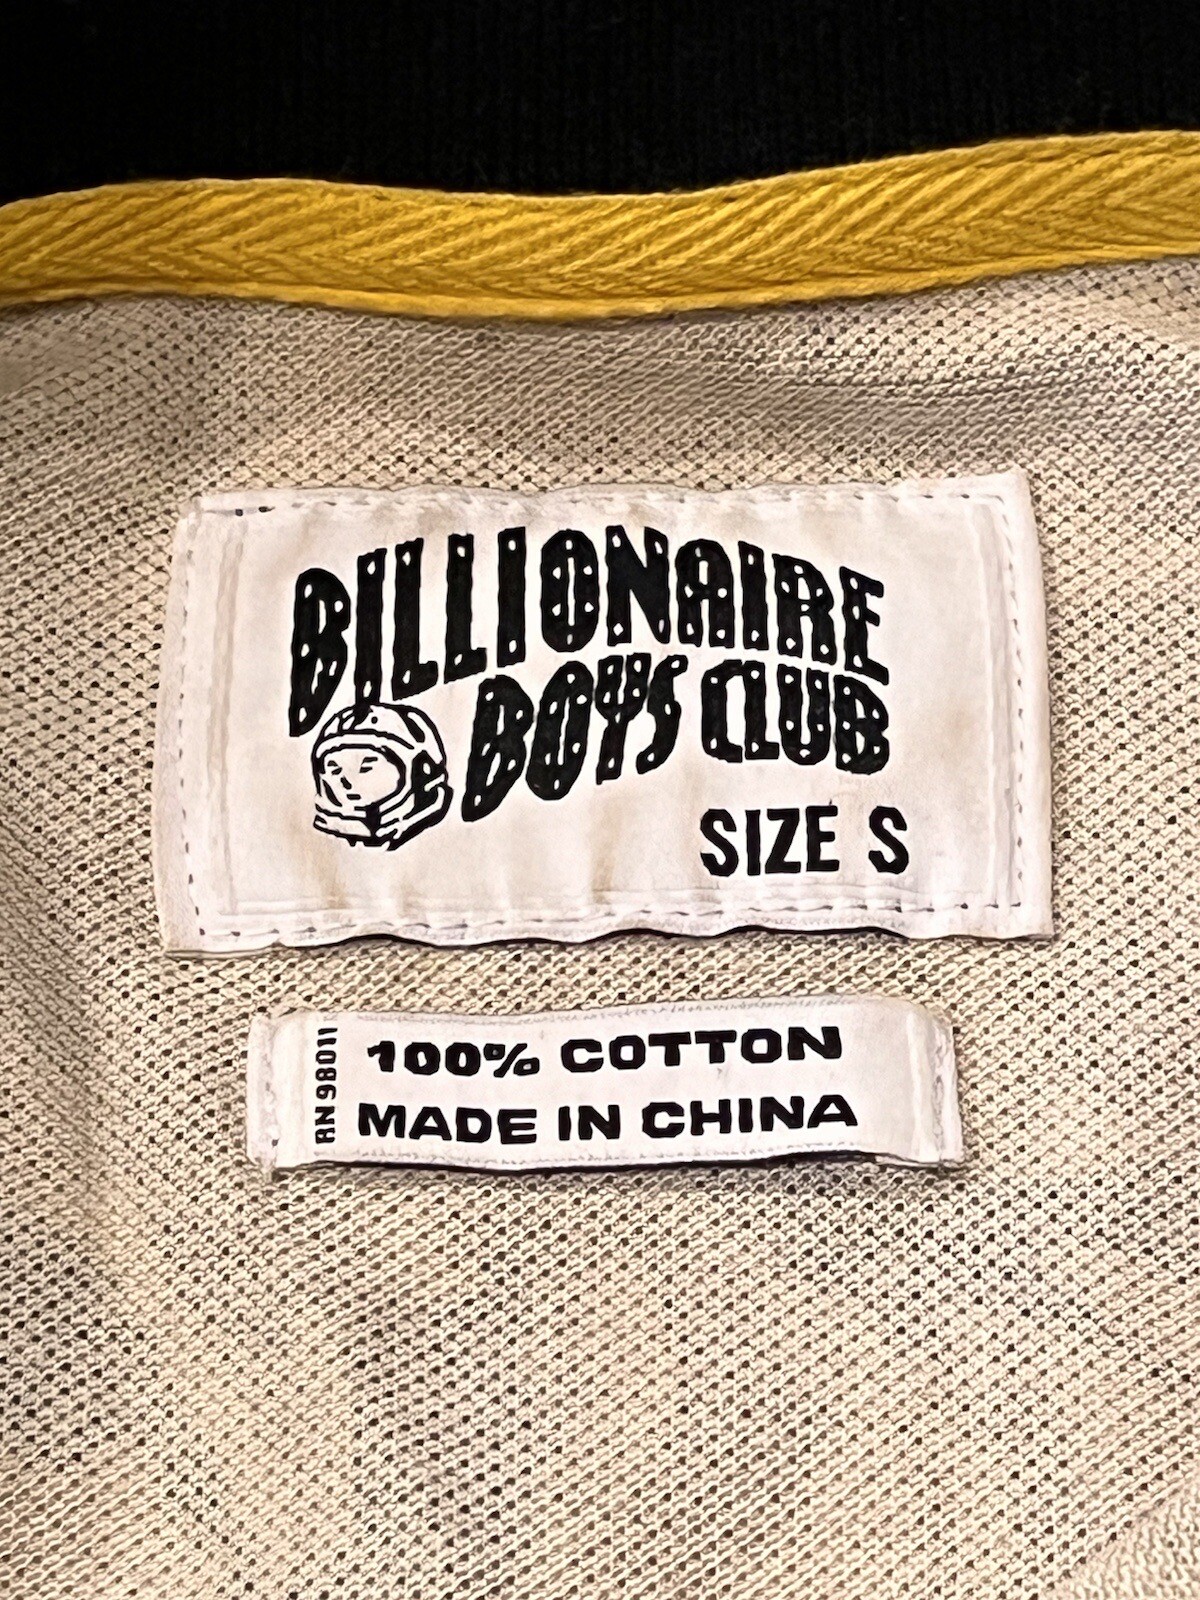 BILLIONAIRE
BOYS CLUB
SIZE S
RN 98011
100% COTTON
MADE IN CHINA